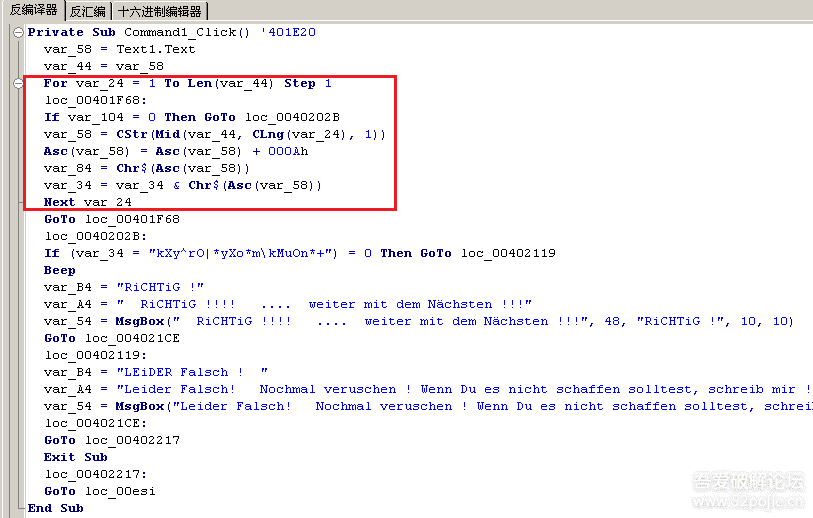 反编译器 反汇编 十六进制编辑器
Private Sub Command1_Click() '401E20
var_58 = Text1.Text
var_44 = var_58
For var_24 = 1 To Len(var_44) Step 1
loc_00401F68:
If var_104 = 0 Then GoTo loc_0040202B
var_58 = CStr(Mid(var_44, CLng(var_24), 1))
Asc(var_58) = Asc(var_58) + 000Ah
var_84 = Chr$(Asc(var_58))
var_34 = var_34 & Chr$(Asc(var_58))
Next var_24
GoTo loc_00401F68
loc_0040202B:
If (var_34 = "kXy^rO|*yXo*m\kMuOn*+") = 0 Then GoTo loc_00402119
Beep
var_B4 = "RiCHTiG !"
var_A4 = "  RiCHTiG !!!!   ....  weiter mit dem Nächsten !!!"
var_54 = MsgBox("  RiCHTiG !!!!   ....  weiter mit dem Nächsten !!!", 48, "RiCHTiG !", 10, 10)
GoTo loc_004021CE
loc_00402119:
var_B4 = "LEiDER Falsch !  "
var_A4 = "Leider Falsch!   Nochmal veruschen ! Wenn Du es nicht schaffen solltest, schreib mir !
var_54 = MsgBox("Leider Falsch!   Nochmal veruschen ! Wenn Du es nicht schaffen solltest, schrei
loc_004021CE:
GoTo loc_00402217
Exit Sub
loc_00402217:
GoTo loc_00esi
End Sub
吾爱破解论坛
www.52pojie.cn